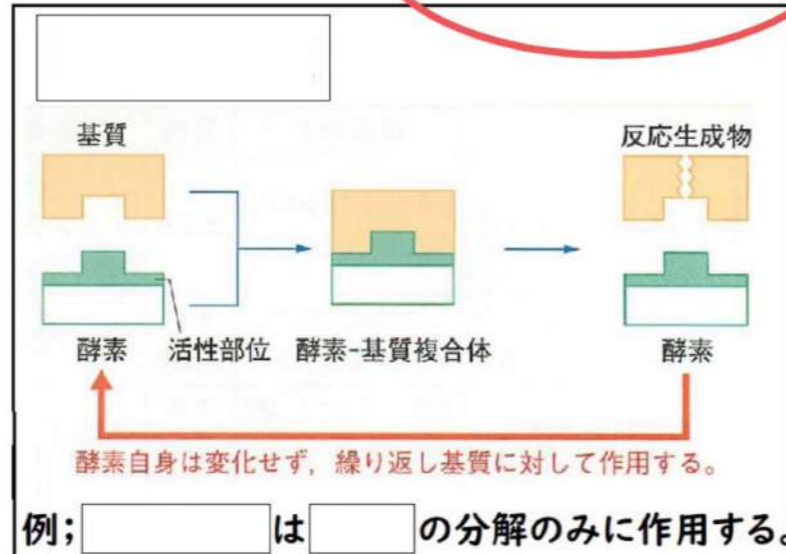 基質
反応生成物
酵素
活性部位
酵素-基質複合体
酵素
酵素自身は変化せず，繰り返し基質に対して作用する。
例;　　　は　　の分解のみに作用する。